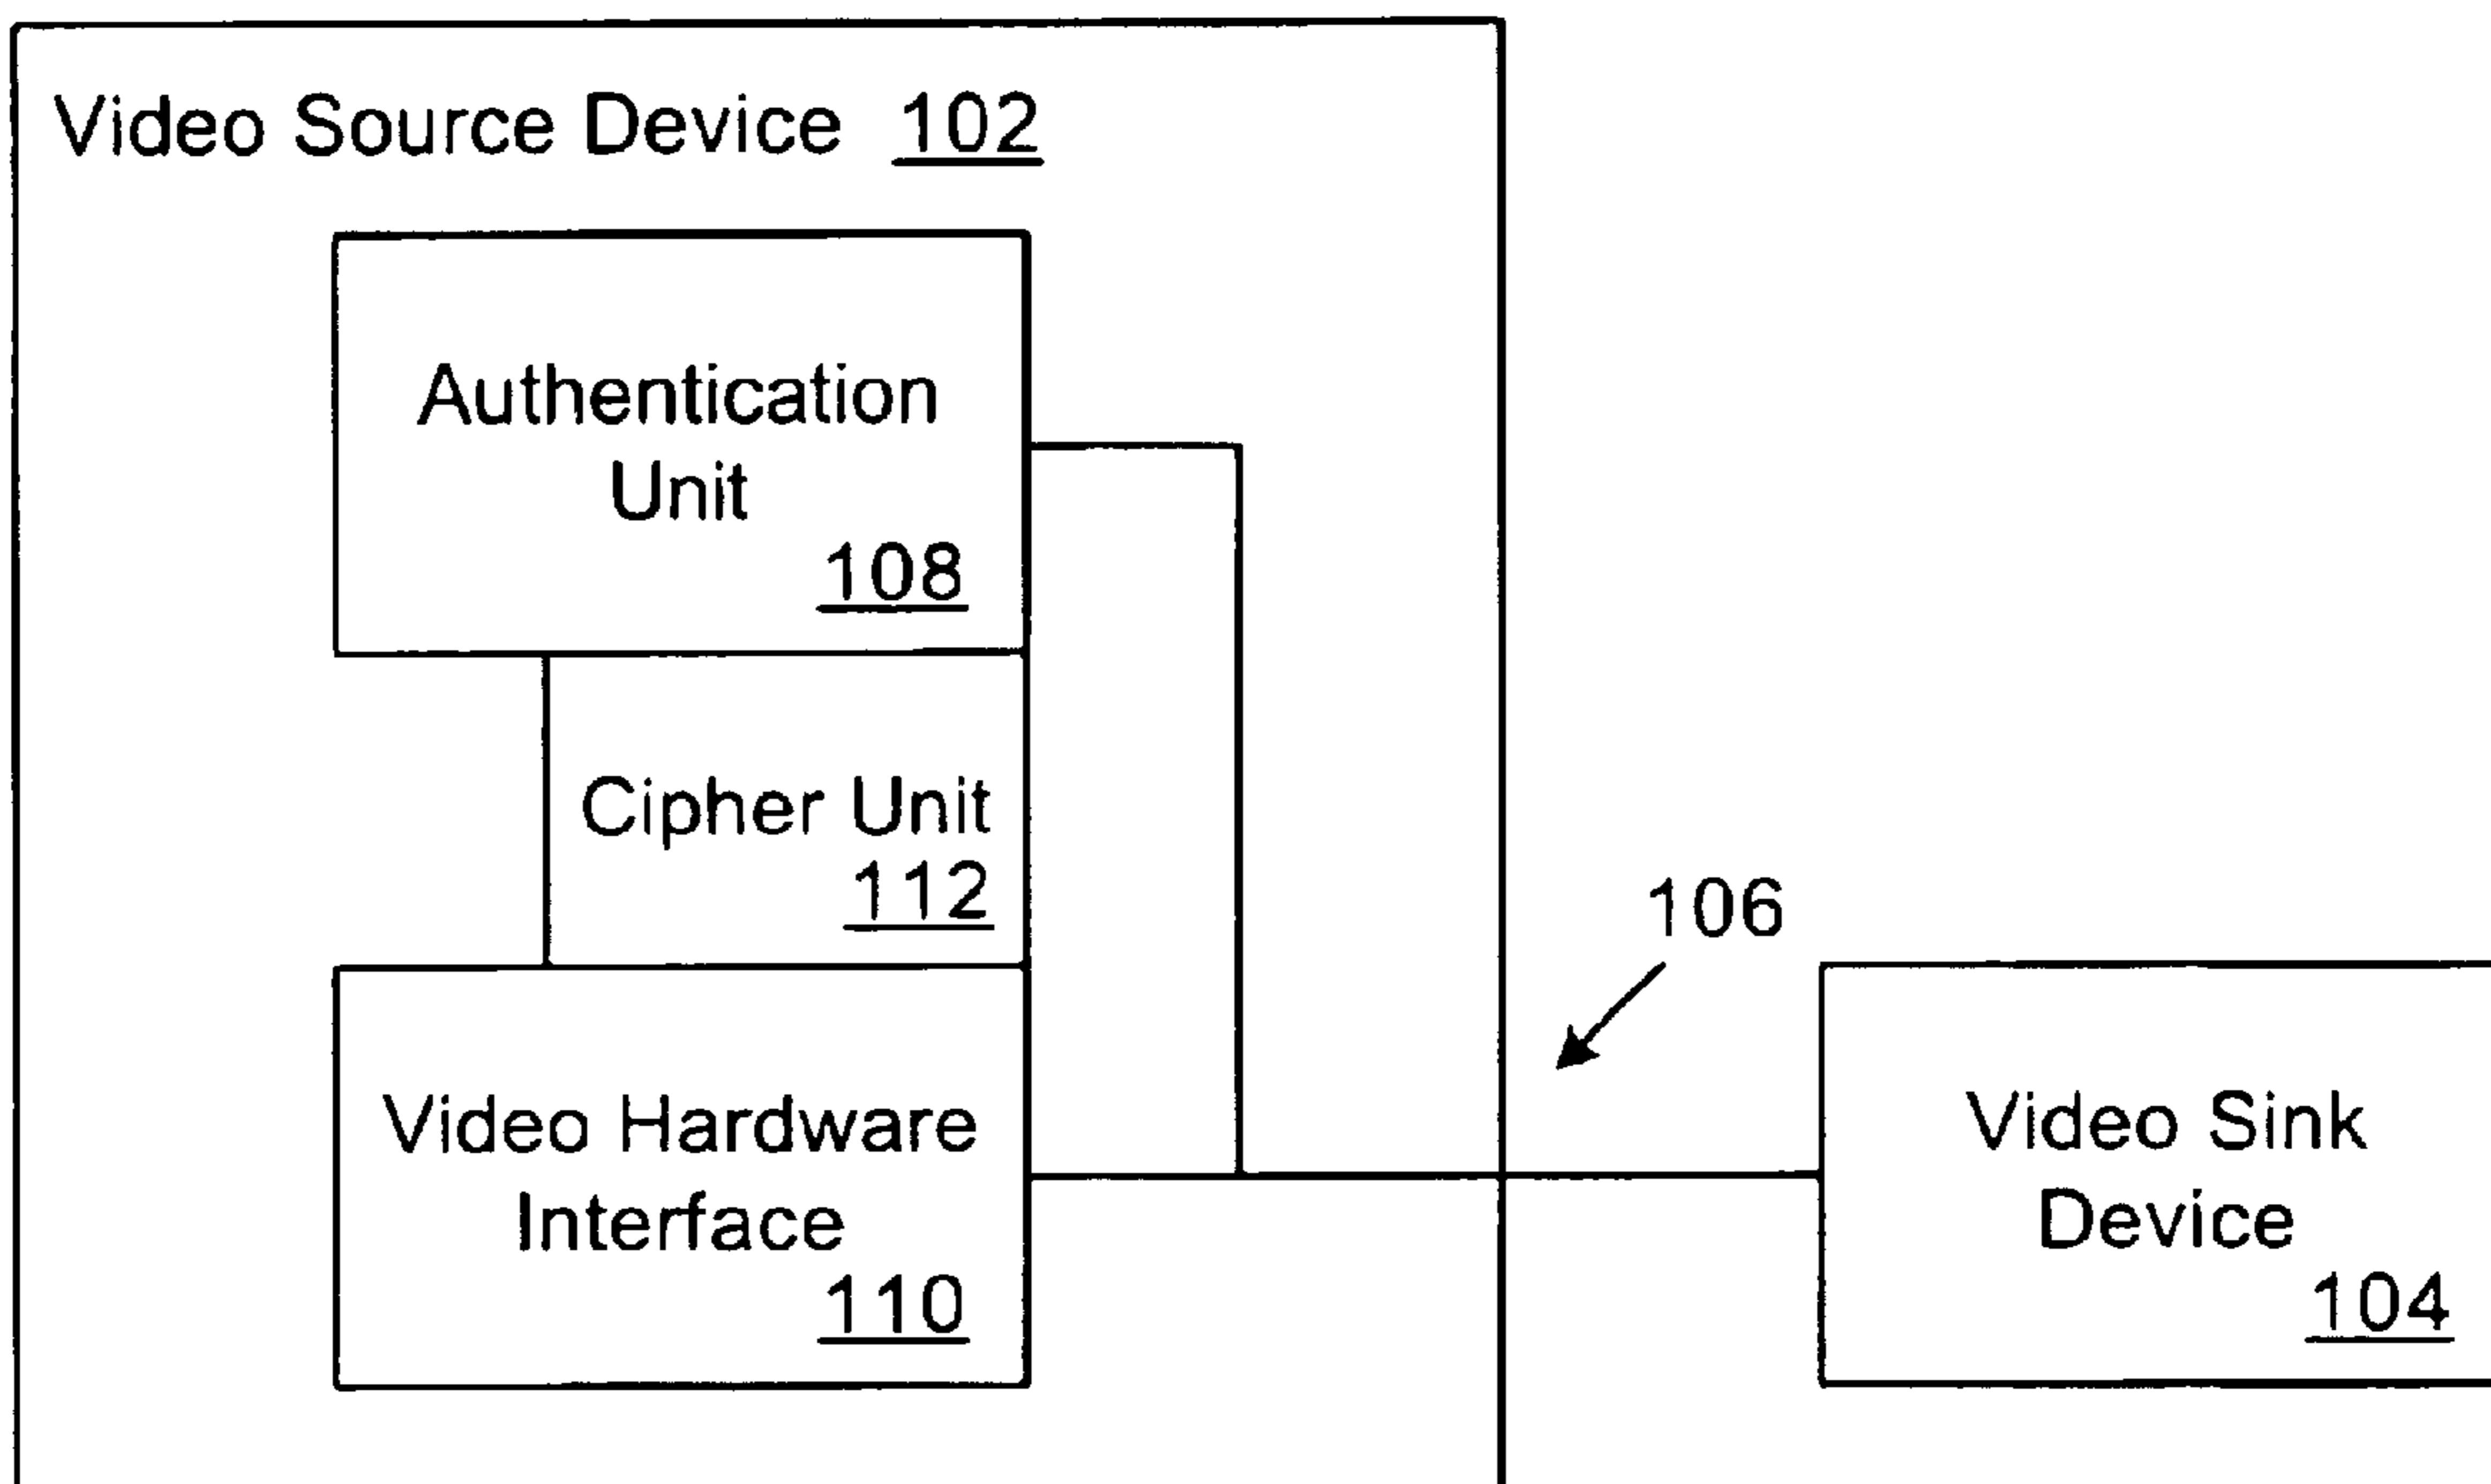 Video Source Device 102
Authentication
Unit
108
Cipher Unit
112
106
Video Hardware
Interface
110
Video Sink
Device
104